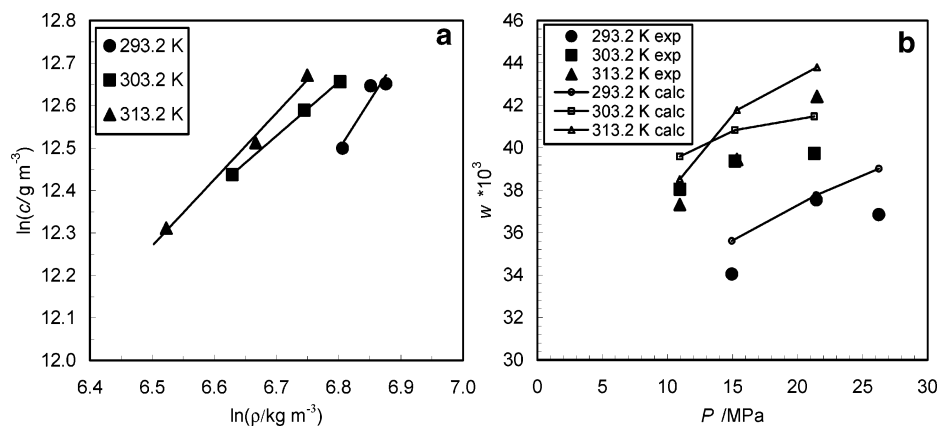 a
293.2 K
303.2 K
313.2 K
12.8
12.7
12.6
12.5
12.4
12.3
12.2
12.1
12.0
ln(c/g m⁻³)
6.4 6.5 6.6 6.7 6.8 6.9 7.0
ln(ρ/kg m⁻³)
b
293.2 K exp
303.2 K exp
313.2 K exp
293.2 K calc
303.2 K calc
313.2 K calc
46
44
42
40
38
36
34
32
30
w *10³
0 5 10 15 20 25 30
P /MPa